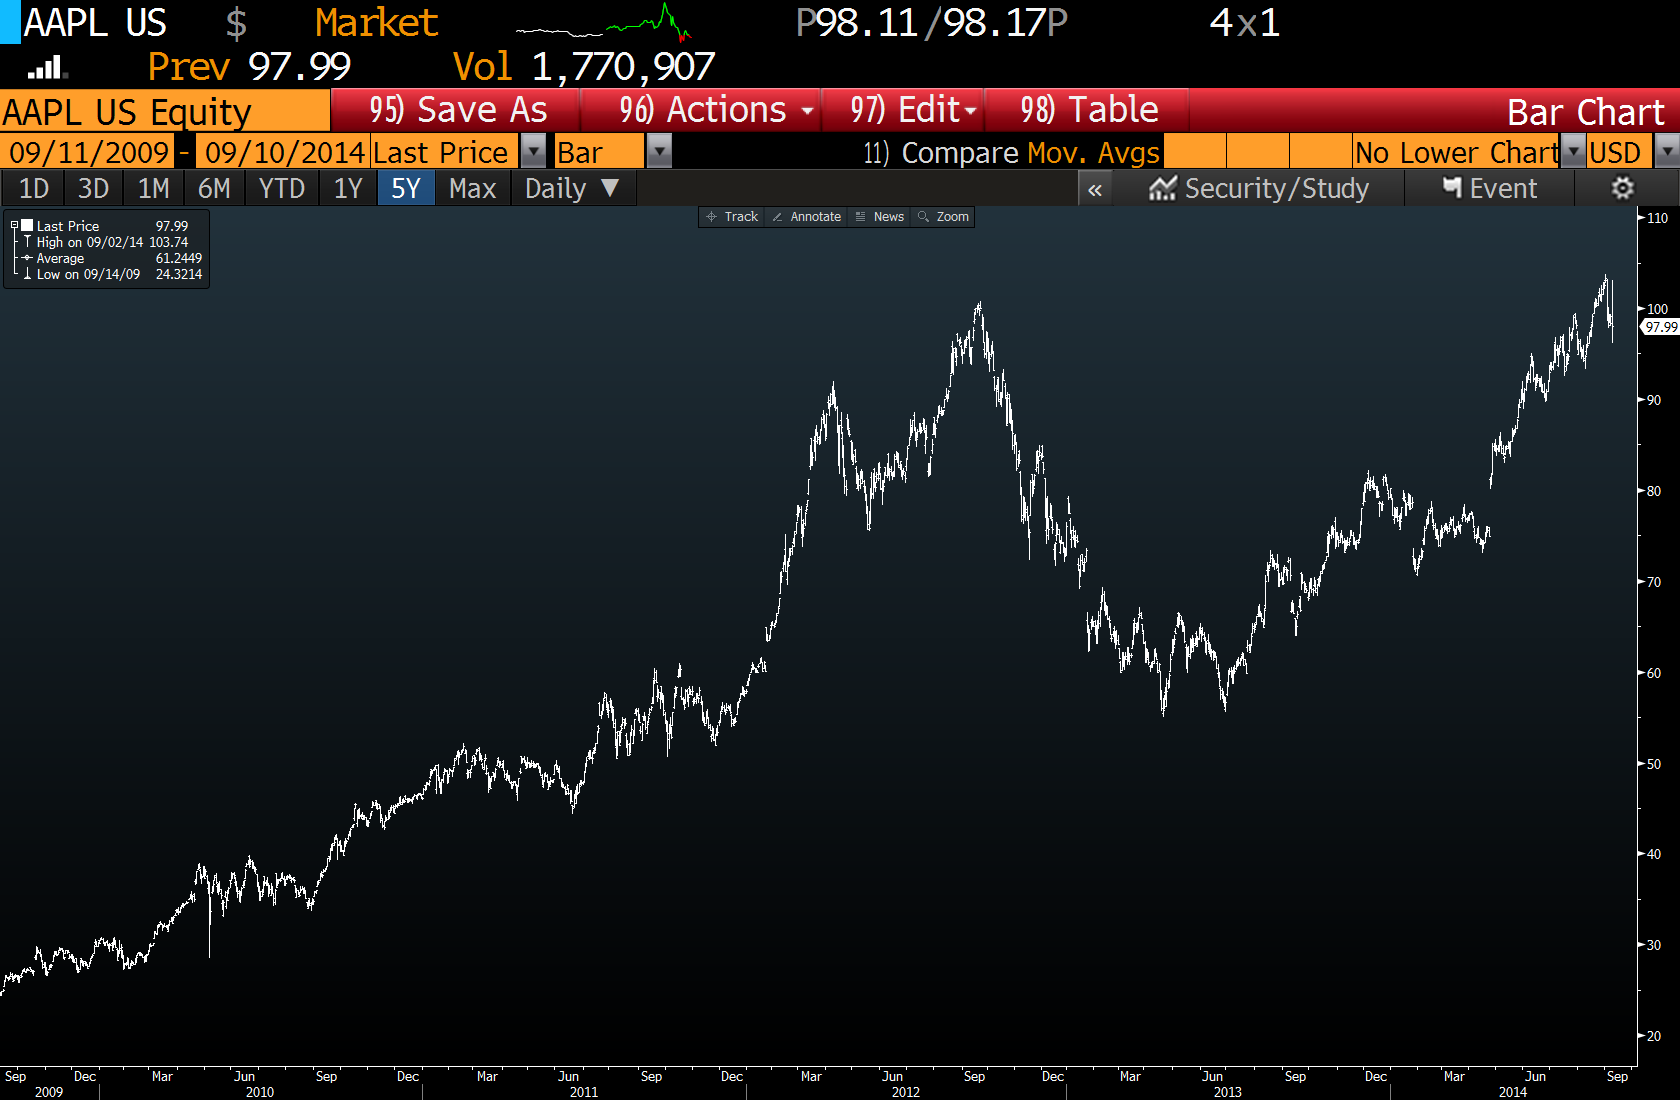 AAPL US $ Market P98.11/98.17P 4x1
Prev 97.99 Vol 1,770,907
AAPL US Equity 95) Save As 96) Actions 97) Edit 98) Table Bar Chart
09/11/2009 - 09/10/2014 Last Price Bar 11) Compare Mov. Avgs No Lower Chart USD
1D 3D 1M 6M YTD 1Y 5Y Max Daily ▼ « Security/Study Event
Track Annotate News Zoom
Last Price 97.99
High on 09/02/14 103.74
Average 61.2449
Low on 09/14/09 24.3214
110
100
97.99
90
80
70
60
50
40
30
20
Sep Dec Mar Jun Sep Dec Mar Jun Sep Dec Mar Jun Sep Dec Mar Jun Sep Dec Mar Jun Sep
2009 2010 2011 2012 2013 2014